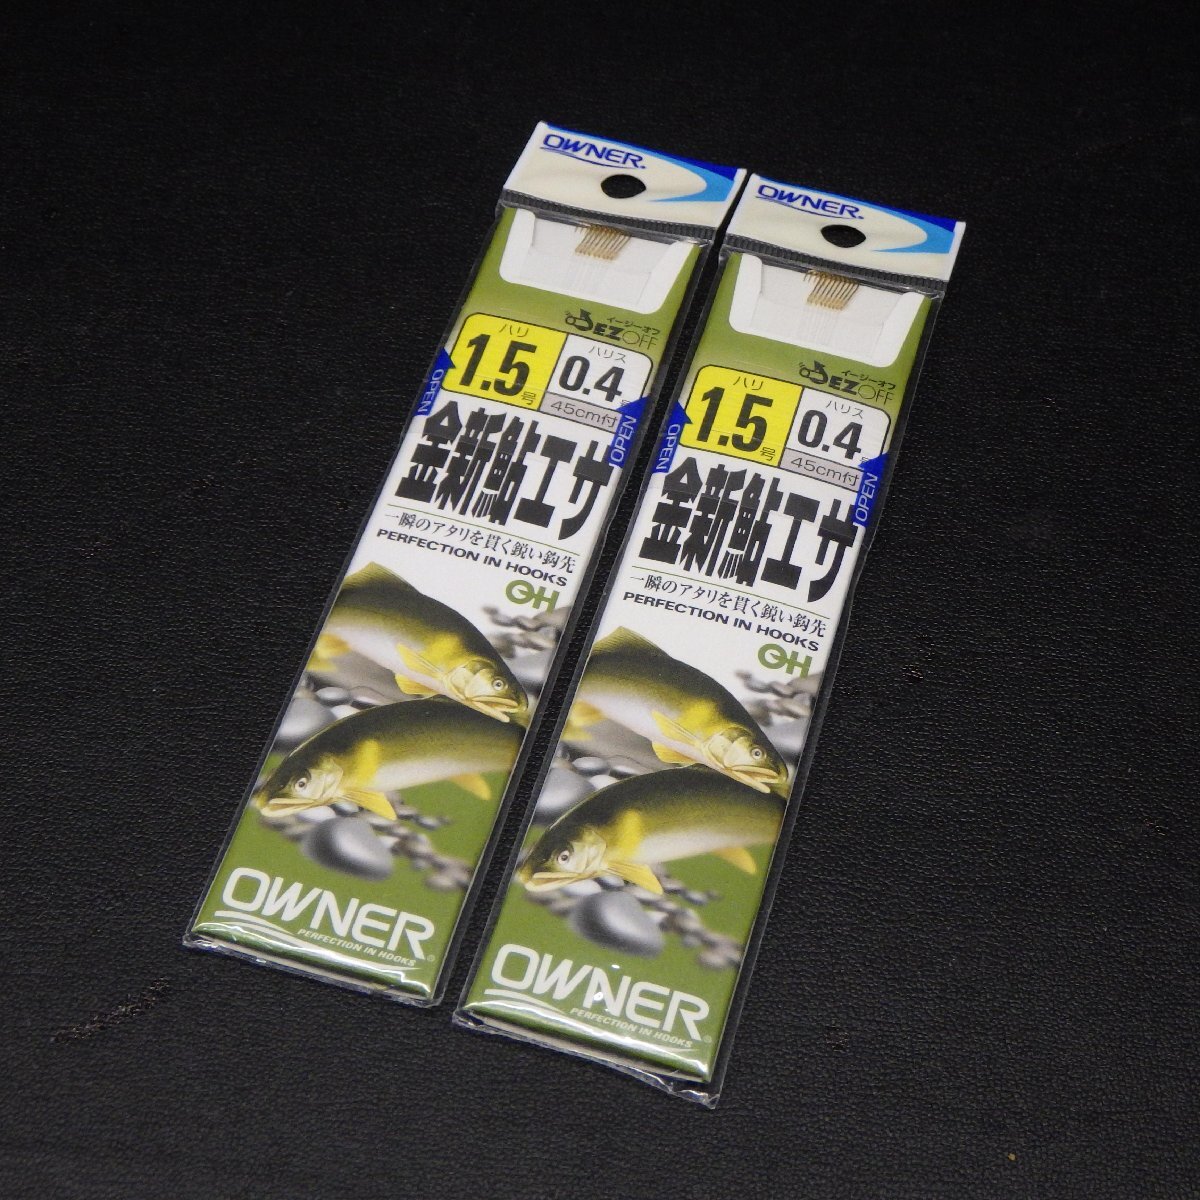 OWNER
イージーオフ
EZOFF
ハリ
1.5号
ハリス
0.4
45cm付
OPEN
OPEN
金新鮎エサ
一瞬のアタリを貫く鋭い鈎先
PERFECTION IN HOOKS
OH
OWNER
PERFECTION IN HOOKS
OWNER
イージーオフ
EZOFF
ハリ
1.5号
ハリス
0.4
45cm付
OPEN
OPEN
金新鮎エサ
一瞬のアタリを貫く鋭い鈎先
PERFECTION IN HOOKS
OH
OWNER
PERFECTION IN HOOKS